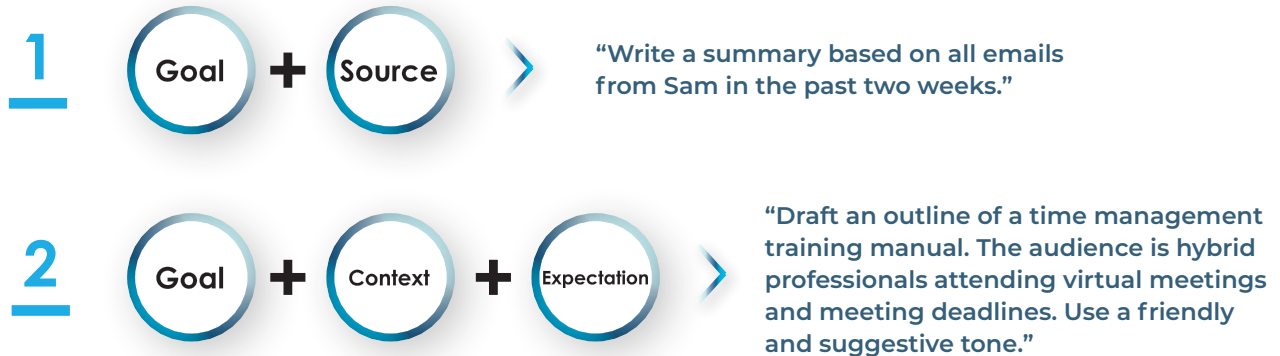 1
Goal + Source
“Write a summary based on all emails
from Sam in the past two weeks.”
2
Goal + Context + Expectation
“Draft an outline of a time management
training manual. The audience is hybrid
professionals attending virtual meetings
and meeting deadlines. Use a friendly
and suggestive tone.”